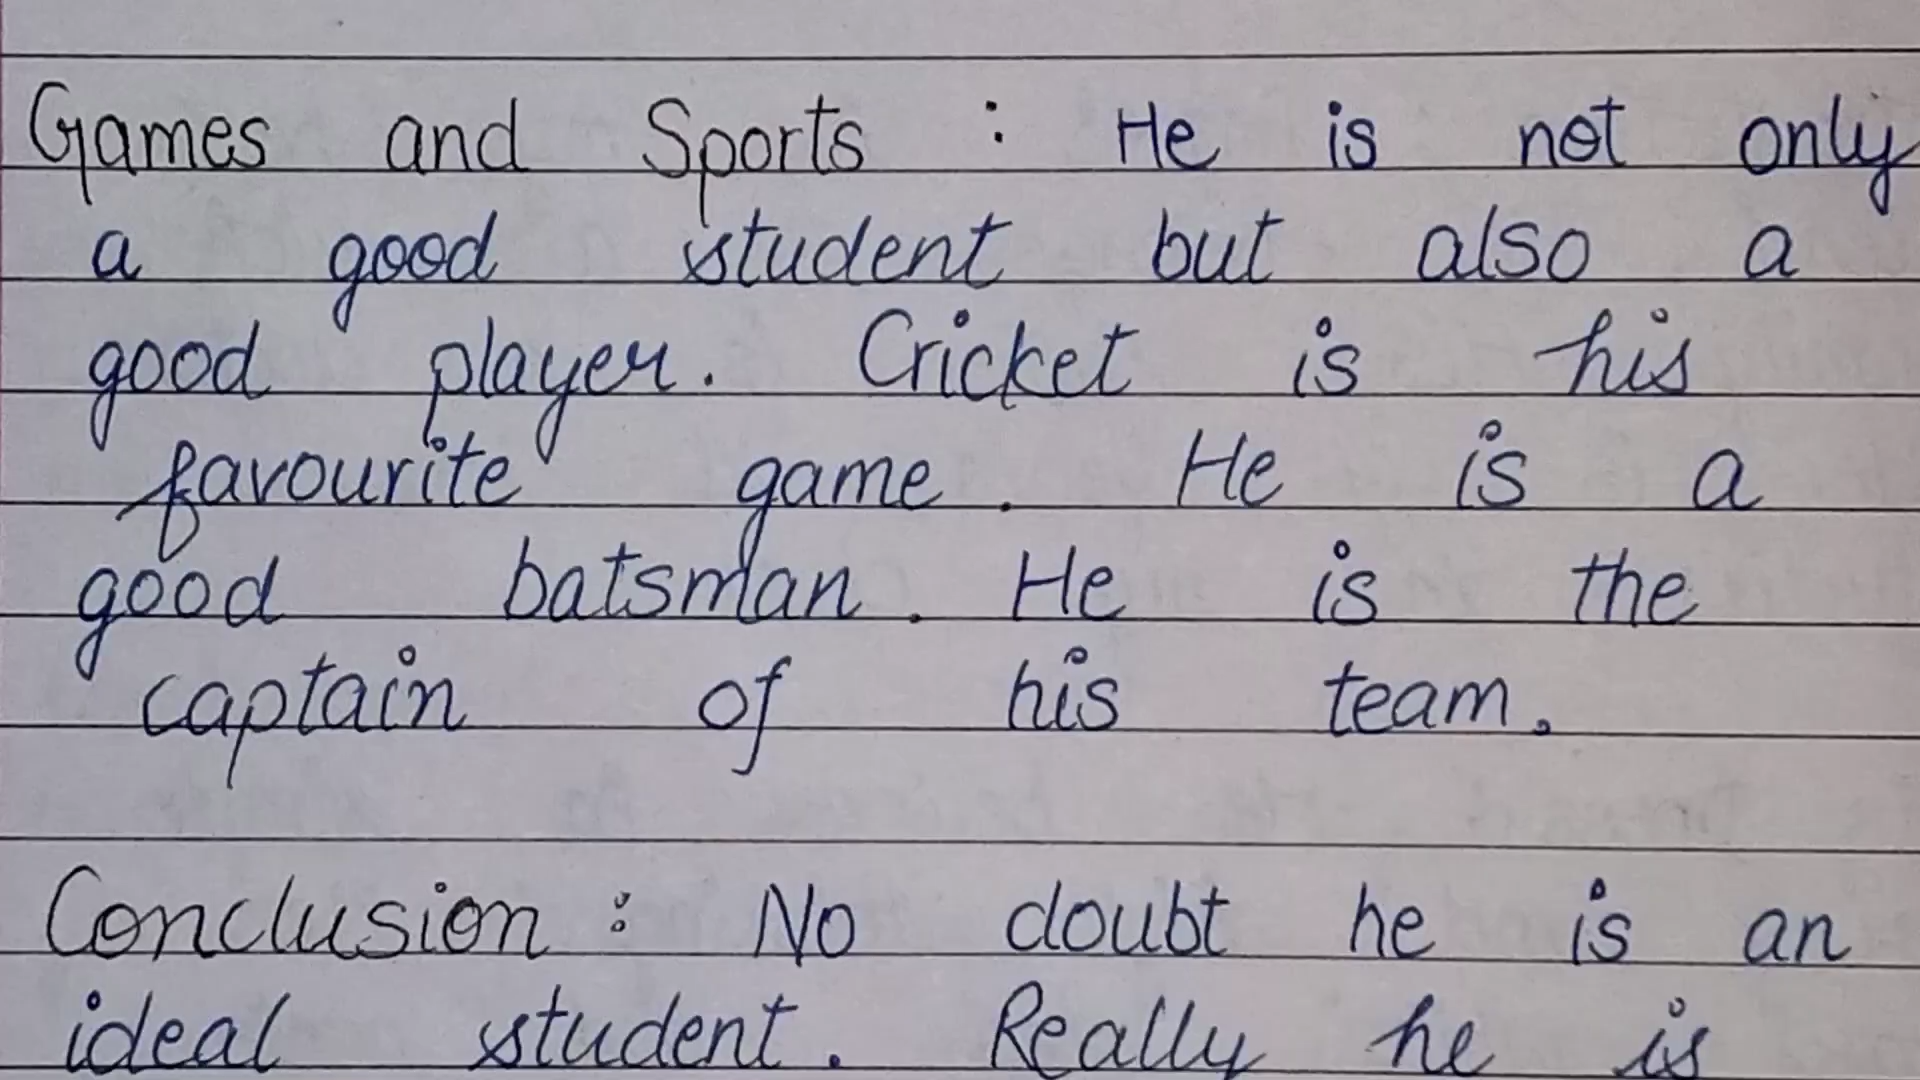 Games and Sports : He is not only
a good student but also a
good player. Cricket is his
favourite game. He is a
good batsman. He is the
captain of his team.
Conclusion : No doubt he is an
ideal student. Really he is